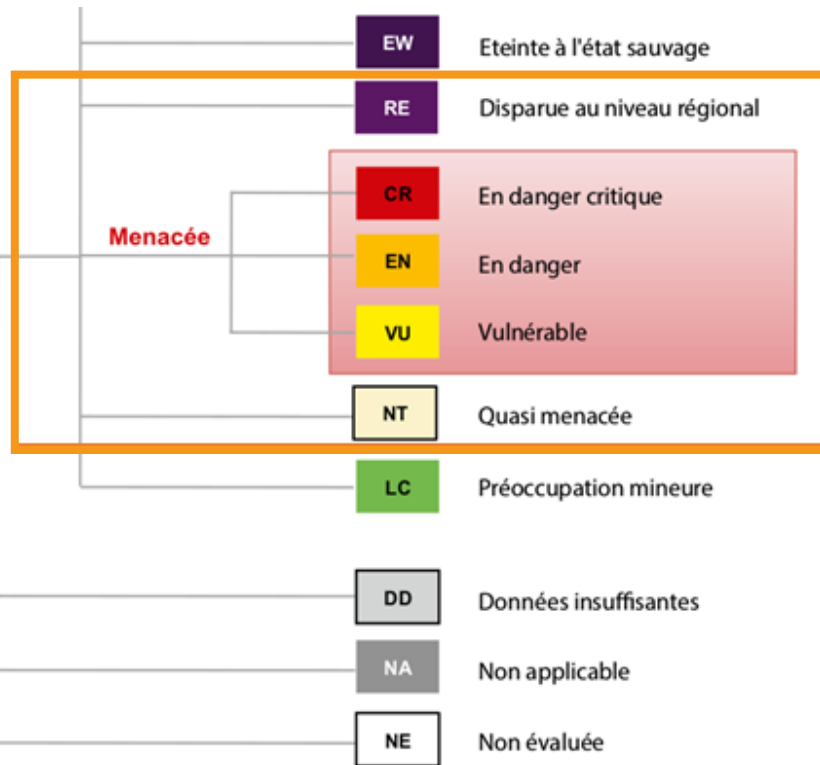 EW Eteinte à l'état sauvage
RE Disparue au niveau régional
CR En danger critique
Menacée
EN En danger
VU Vulnérable
NT Quasi menacée
LC Préoccupation mineure
DD Données insuffisantes
NA Non applicable
NE Non évaluée